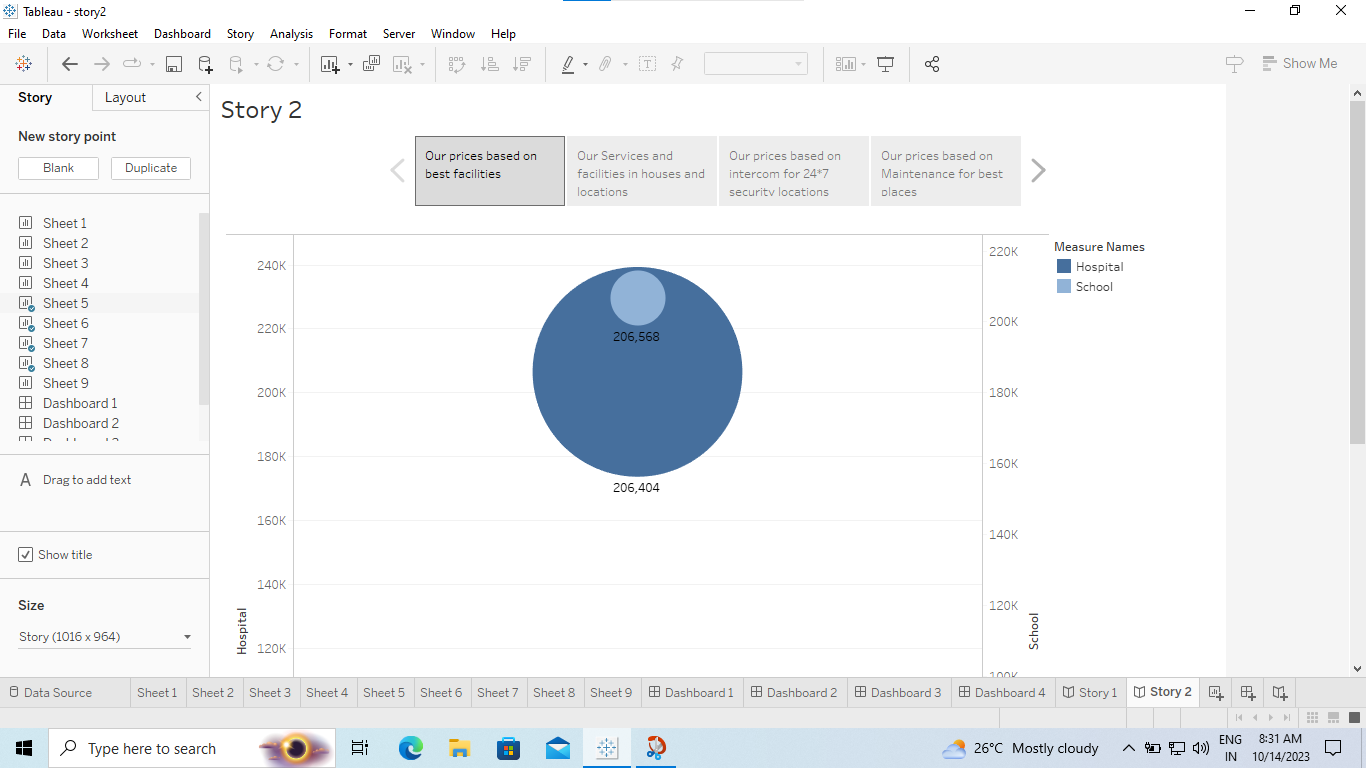 Tableau - story2
File Data Worksheet Dashboard Story Analysis Format Server Window Help
Show Me
Story Layout
New story point
Blank Duplicate
Sheet 1
Sheet 2
Sheet 3
Sheet 4
Sheet 5
Sheet 6
Sheet 7
Sheet 8
Sheet 9
Dashboard 1
Dashboard 2
A Drag to add text
Show title
Size
Story (1016 x 964)
Story 2
Our prices based on
best facilities
Our Services and
facilities in houses and
locations
Our prices based on
intercom for 24*7
security locations
Our prices based on
Maintenance for best
places
240K
220K
200K
180K
160K
140K
120K
Hospital
206,568
206,404
220K
200K
180K
160K
140K
120K
100K
School
Measure Names
Hospital
School
Data Source Sheet 1 Sheet 2 Sheet 3 Sheet 4 Sheet 5 Sheet 6 Sheet 7 Sheet 8 Sheet 9 Dashboard 1 Dashboard 2 Dashboard 3 Dashboard 4 Story 1 Story 2
Type here to search
26°C Mostly cloudy
ENG
IN
8:31 AM
10/14/2023